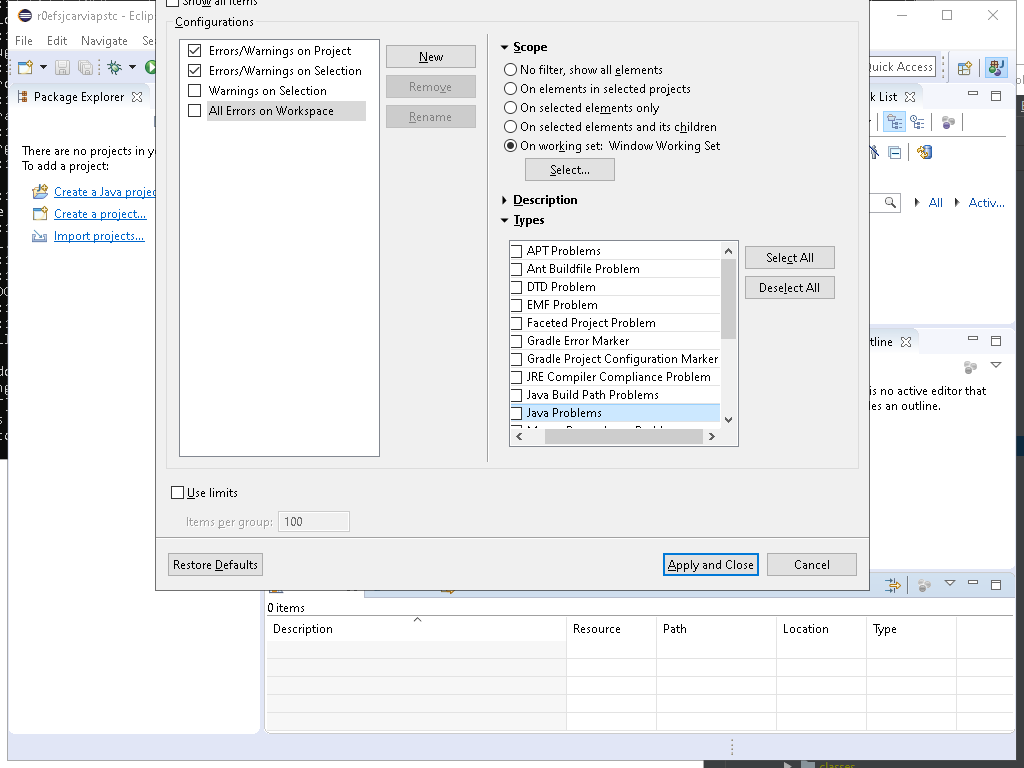 r0efsjcarviapstc - Eclip
Show all items
File Edit Navigate Se
Configurations
Errors/Warnings on Project
Errors/Warnings on Selection
Warnings on Selection
All Errors on Workspace
New
Remove
Rename
Scope
No filter, show all elements
On elements in selected projects
On selected elements only
On selected elements and its children
On working set: Window Working Set
Select...
Description
Types
APT Problems
Ant Buildfile Problem
DTD Problem
EMF Problem
Faceted Project Problem
Gradle Error Marker
Gradle Project Configuration Marker
JRE Compiler Compliance Problem
Java Build Path Problems
Java Problems
Select All
Deselect All
Use limits
Items per group: 100
Restore Defaults
Apply and Close
Cancel
Package Explorer
There are no projects in y
To add a project:
Create a Java projec
Create a project...
Import projects...
Quick Access
k List
All Activ...
tline
is no active editor that
es an outline.
0 items
Description Resource Path Location Type
classes